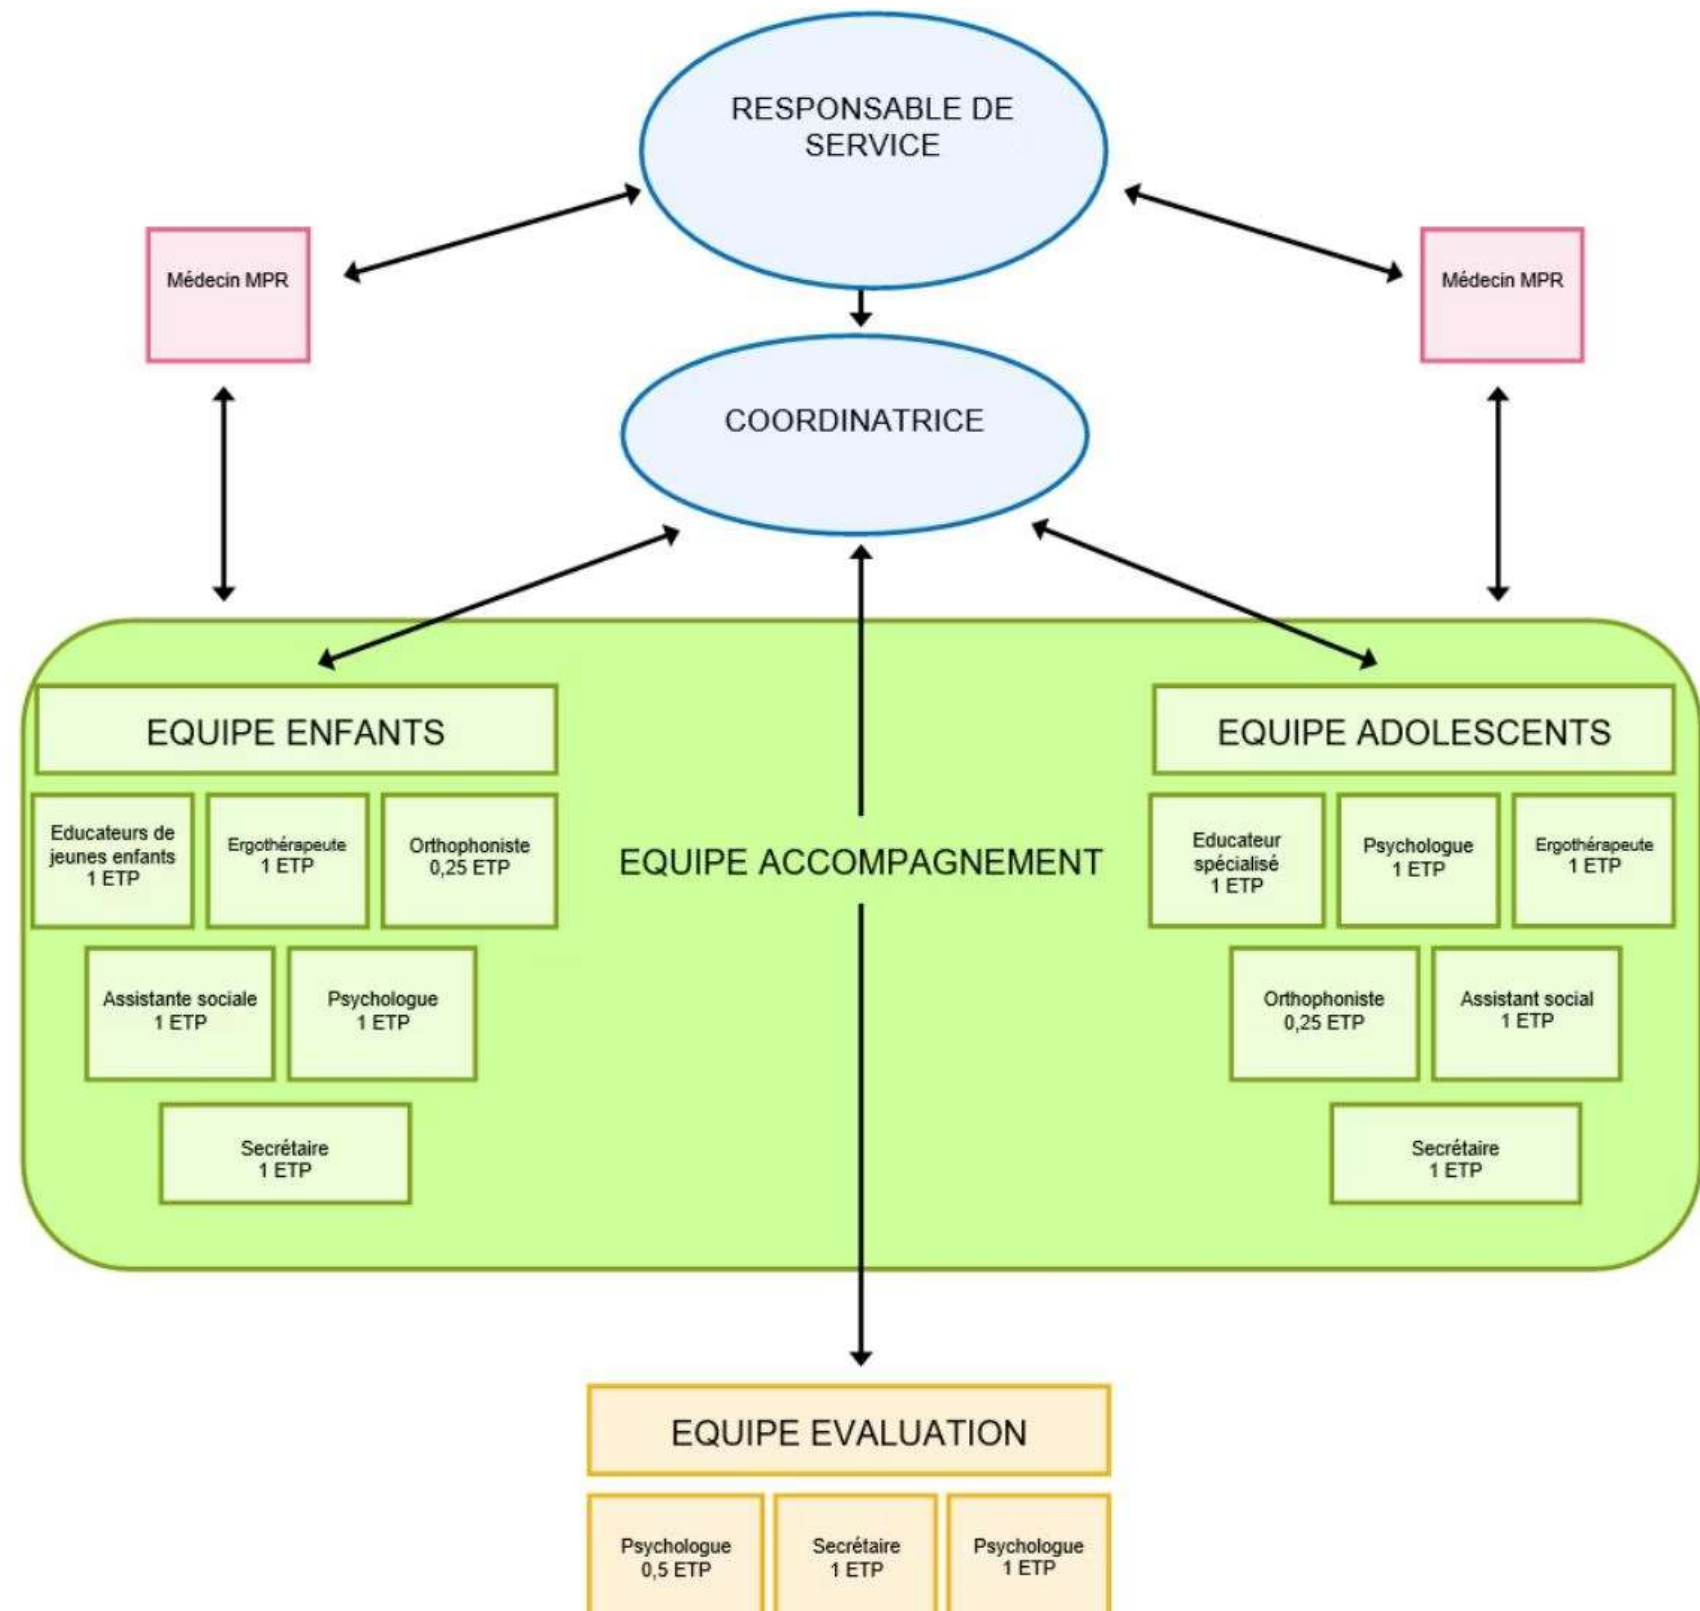 RESPONSABLE DE
SERVICE
Médecin MPR
Médecin MPR
COORDINATRICE
EQUIPE ENFANTS
EQUIPE ADOLESCENTS
Educateurs de
jeunes enfants
1 ETP
Ergothérapeute
1 ETP
Orthophoniste
0,25 ETP
EQUIPE ACCOMPAGNEMENT
Educateur
spécialisé
1 ETP
Psychologue
1 ETP
Ergothérapeute
1 ETP
Assistante sociale
1 ETP
Psychologue
1 ETP
Orthophoniste
0,25 ETP
Assistant social
1 ETP
Secrétaire
1 ETP
Secrétaire
1 ETP
EQUIPE EVALUATION
Psychologue
0,5 ETP
Secrétaire
1 ETP
Psychologue
1 ETP